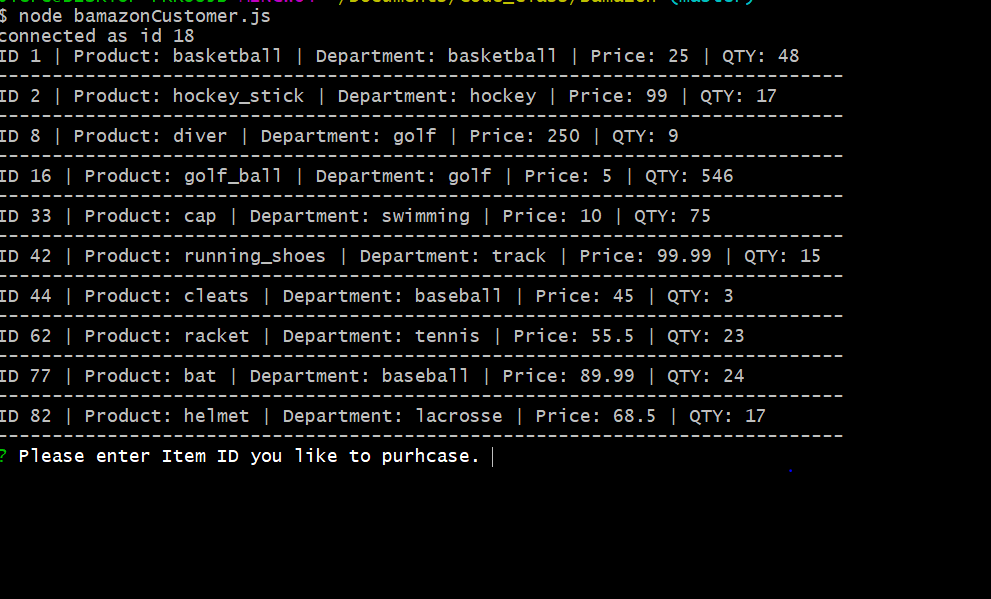 $ node bamazonCustomer.js
connected as id 18
ID 1 | Product: basketball | Department: basketball | Price: 25 | QTY: 48
--------------------------------------------------------------------------------
ID 2 | Product: hockey_stick | Department: hockey | Price: 99 | QTY: 17
--------------------------------------------------------------------------------
ID 8 | Product: diver | Department: golf | Price: 250 | QTY: 9
--------------------------------------------------------------------------------
ID 16 | Product: golf_ball | Department: golf | Price: 5 | QTY: 546
--------------------------------------------------------------------------------
ID 33 | Product: cap | Department: swimming | Price: 10 | QTY: 75
--------------------------------------------------------------------------------
ID 42 | Product: running_shoes | Department: track | Price: 99.99 | QTY: 15
--------------------------------------------------------------------------------
ID 44 | Product: cleats | Department: baseball | Price: 45 | QTY: 3
--------------------------------------------------------------------------------
ID 62 | Product: racket | Department: tennis | Price: 55.5 | QTY: 23
--------------------------------------------------------------------------------
ID 77 | Product: bat | Department: baseball | Price: 89.99 | QTY: 24
--------------------------------------------------------------------------------
ID 82 | Product: helmet | Department: lacrosse | Price: 68.5 | QTY: 17
--------------------------------------------------------------------------------
? Please enter Item ID you like to purhcase.